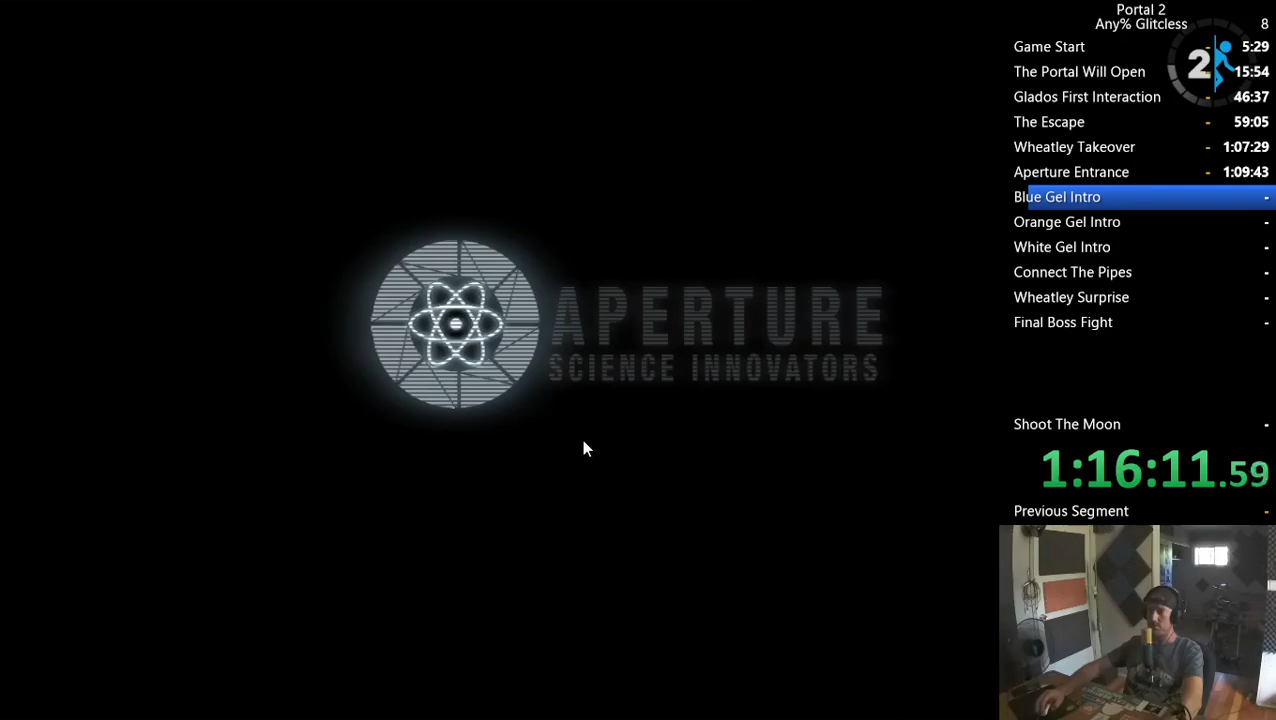 Portal 2
Any% Glitchless 8
Game Start - 5:29
The Portal Will Open - 15:54
Glados First Interaction 46:37
The Escape - 59:05
Wheatley Takeover - 1:07:29
Aperture Entrance - 1:09:43
Blue Gel Intro -
Orange Gel Intro -
White Gel Intro -
Connect The Pipes -
Wheatley Surprise -
Final Boss Fight -
2
APERTURE
SCIENCE INNOVATORS
Shoot The Moon -
1:16:11.59
Previous Segment -